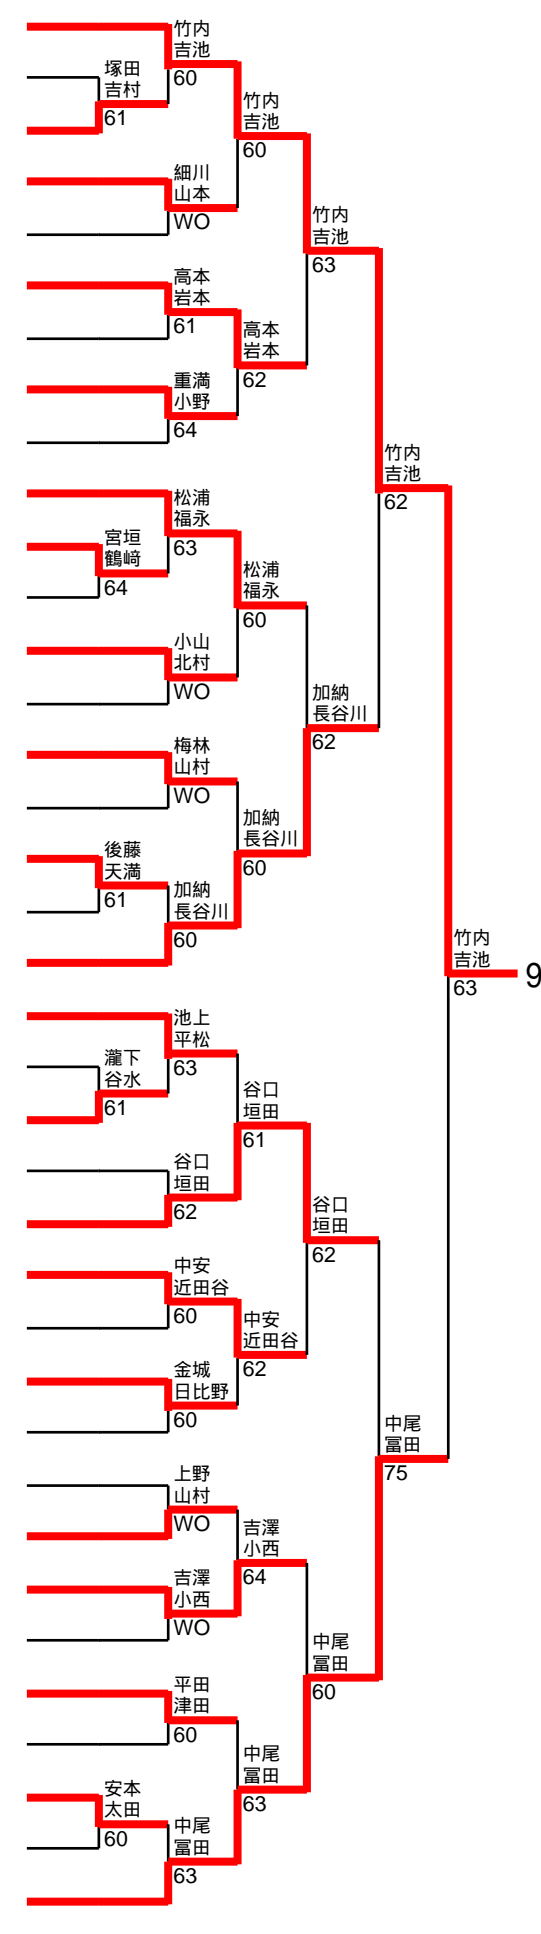 竹内
吉池
60
塚田
吉村
61
竹内
吉池
60
細川
山本
WO
竹内
吉池
63
高本
岩本
61
高本
岩本
62
重満
小野
64
竹内
吉池
62
松浦
福永
63
宮垣
鶴﨑
64
松浦
福永
60
小山
北村
WO
加納
長谷川
62
梅林
山村
WO
加納
長谷川
60
後藤
天満
61
加納
長谷川
60
竹内
吉池
63
9
池上
平松
63
瀧下
谷水
61
谷口
垣田
61
谷口
垣田
62
谷口
垣田
62
中安
近田谷
60
中安
近田谷
62
金城
日比野
60
中尾
冨田
75
上野
山村
WO
吉澤
小西
64
吉澤
小西
WO
中尾
冨田
60
平田
津田
60
中尾
冨田
63
安本
太田
60
中尾
冨田
63